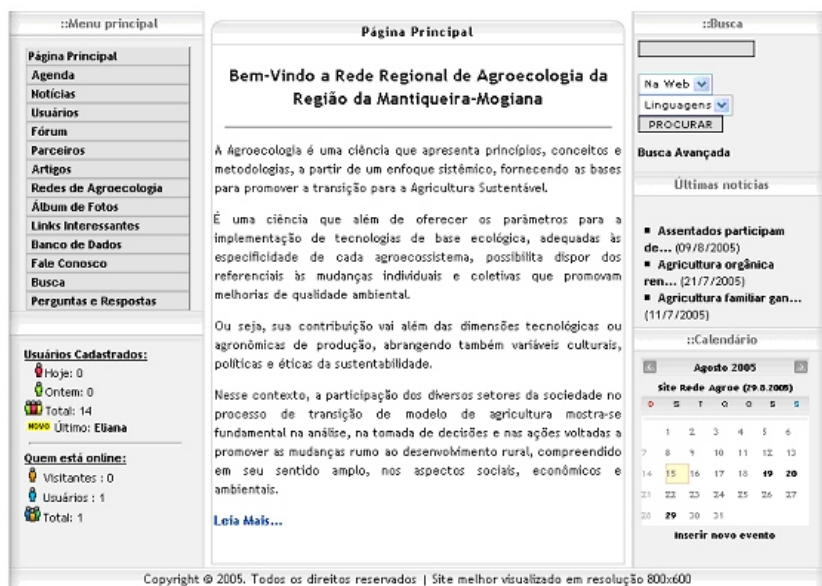 ::Menu principal
Página Principal
Agenda
Notícias
Usuários
Fórum
Parceiros
Artigos
Redes de Agroecologia
Álbum de Fotos
Links Interessantes
Banco de Dados
Fale Conosco
Busca
Perguntas e Respostas
Usuários Cadastrados:
Hoje: 0
Ontem: 0
Total: 14
NOVO Último: Eliana
Quem está online:
Visitantes : 0
Usuários : 1
Total: 1
Página Principal
Bem-Vindo a Rede Regional de Agroecologia da
Região da Mantiqueira-Mogiana
A Agroecologia é uma ciência que apresenta princípios, conceitos e
metodologias, a partir de um enfoque sistêmico, fornecendo as bases
para promover a transição para a Agricultura Sustentável.
É uma ciência que além de oferecer os parâmetros para a
implementação de tecnologias de base ecológica, adequadas às
especificidade de cada agroecossistema, possibilita dispor dos
referenciais às mudanças individuais e coletivas que promovam
melhorias de qualidade ambiental.
Ou seja, sua contribuição vai além das dimensões tecnológicas ou
agronômicas de produção, abrangendo também variáveis culturais,
políticas e éticas da sustentabilidade.
Nesse contexto, a participação dos diversos setores da sociedade no
processo de transição de modelo de agricultura mostra-se
fundamental na análise, na tomada de decisões e nas ações voltadas a
promover as mudanças rumo ao desenvolvimento rural, compreendido
em seu sentido amplo, nos aspectos sociais, econômicos e
ambientais.
Leia Mais...
::Busca
Na Web
Linguagens
PROCURAR
Busca Avançada
Últimas notícias
Assentados participam
de... (09/8/2005)
Agricultura orgânica
ren... (21/7/2005)
Agricultura familiar gan...
(11/7/2005)
::Calendário
Agosto 2005
Site Rede Agroe (29.8.2005)
D S T Q Q S S
1 2 3 4 5 6
7 8 9 10 11 12 13
14 15 16 17 18 19 20
21 22 23 24 25 26 27
28 29 30 31
Inserir novo evento
Copyright © 2005. Todos os direitos reservados | Site melhor visualizado em resolução 800x600